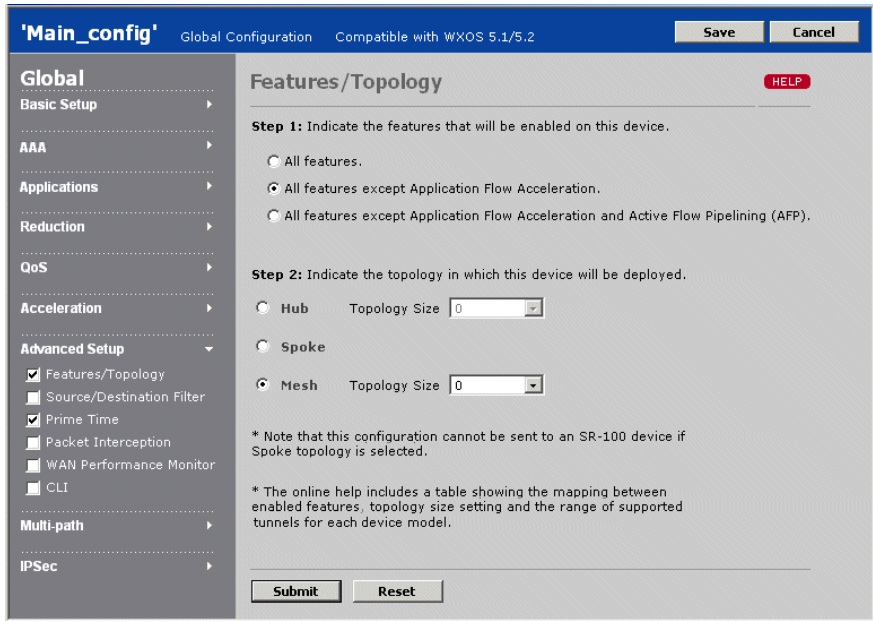 'Main_config' Global Configuration Compatible with WXOS 5.1/5.2 Save Cancel
Global
Basic Setup
AAA
Applications
Reduction
QoS
Acceleration
Advanced Setup
Features/Topology
Source/Destination Filter
Prime Time
Packet Interception
WAN Performance Monitor
CLI
Multi-path
IPSec
Features/Topology HELP
Step 1: Indicate the features that will be enabled on this device.
All features.
All features except Application Flow Acceleration.
All features except Application Flow Acceleration and Active Flow Pipelining (AFP).
Step 2: Indicate the topology in which this device will be deployed.
Hub Topology Size 0
Spoke
Mesh Topology Size 0
* Note that this configuration cannot be sent to an SR-100 device if
Spoke topology is selected.
* The online help includes a table showing the mapping between
enabled features, topology size setting and the range of supported
tunnels for each device model.
Submit Reset